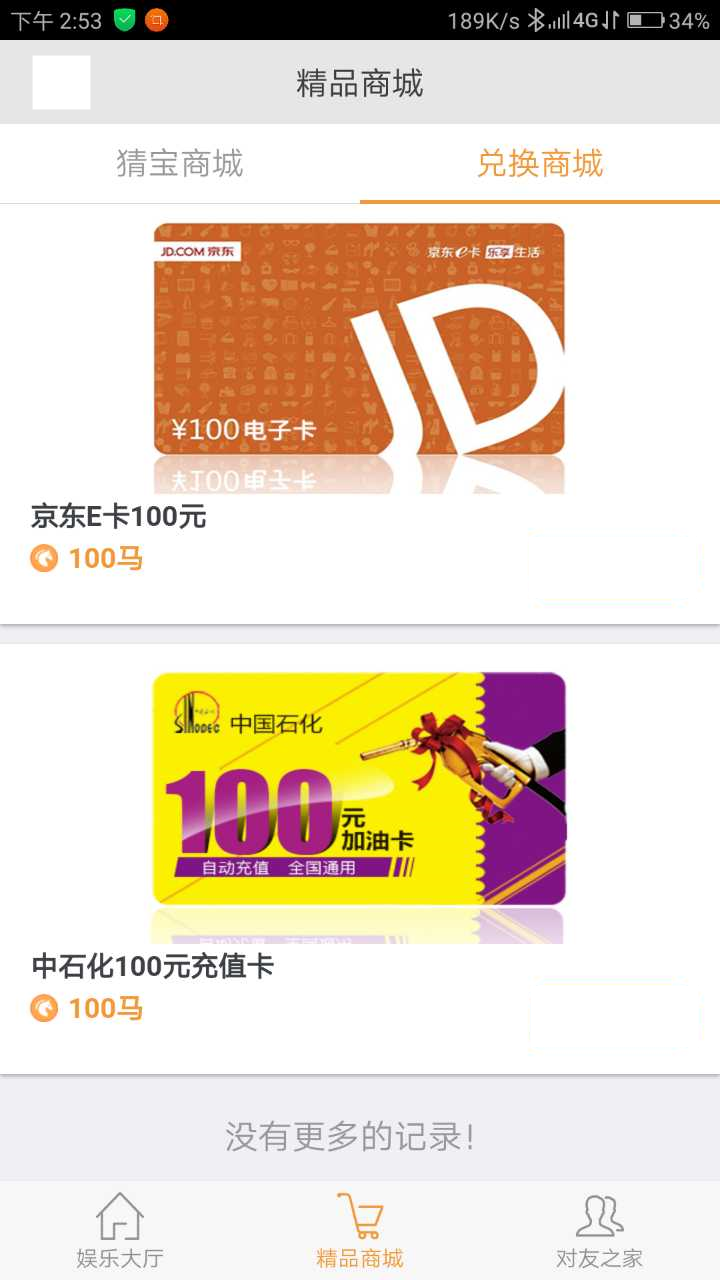 下午 2:53
189K/s 4G 34%
精品商城
猜宝商城
兑换商城
JD.COM 京东
京东e卡 乐享生活
JD
¥100电子卡
京东E卡100元
100马
SINOPEC 中国石化
100元
加油卡
自动充值 全国通用
中石化100元充值卡
100马
没有更多的记录!
娱乐大厅
精品商城
对友之家